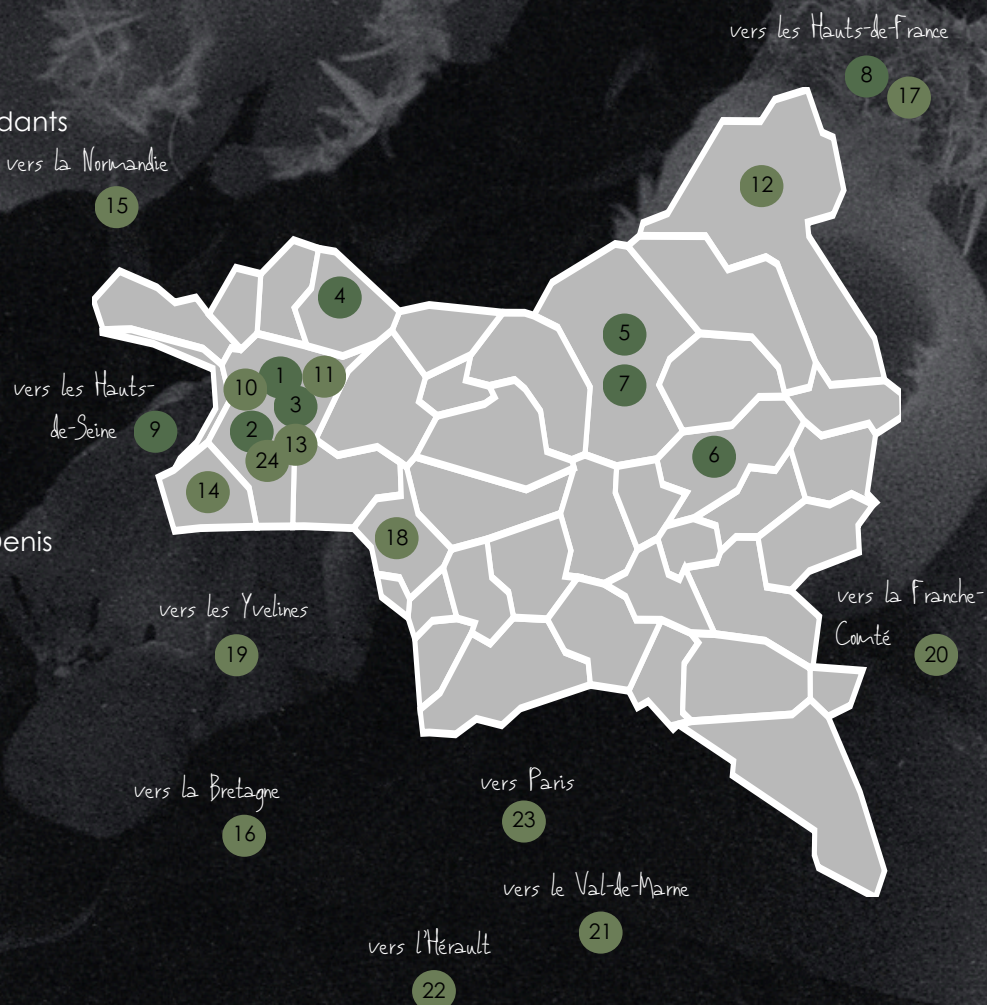 vers les Hauts-de-France
8
17
dants
vers la Normandie
12
15
4
5
vers les Hauts-
de-Seine
9
10
1
11
7
3
2
13
24
6
14
18
Denis
vers les Yvelines
19
vers la Franche-
Comté
20
vers la Bretagne
16
vers Paris
23
vers le Val-de-Marne
21
vers l'Hérault
22